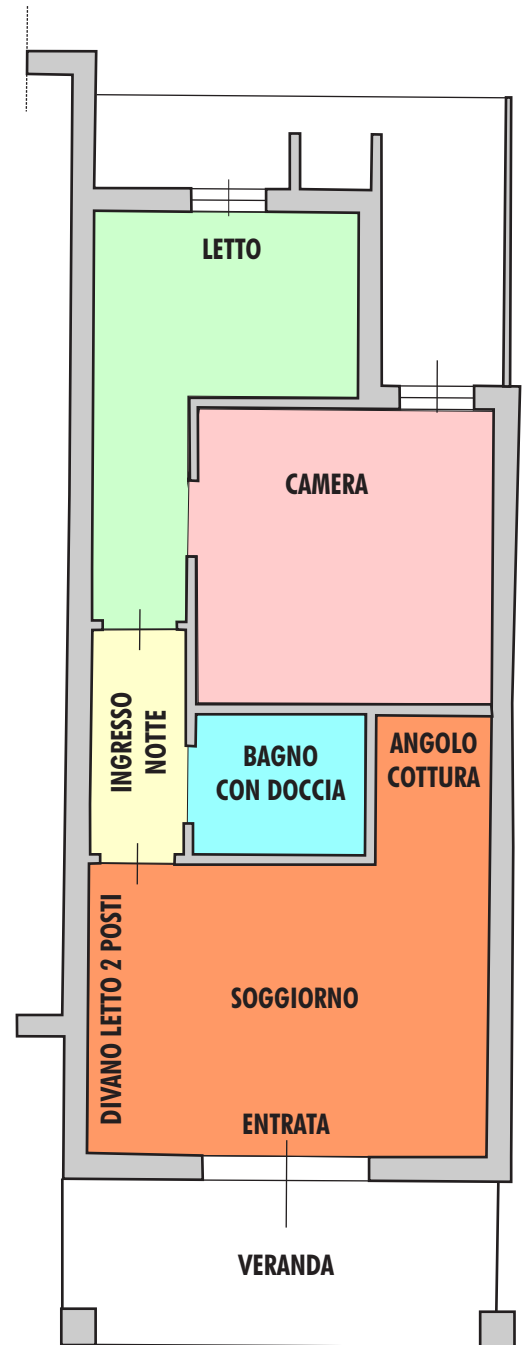 LETTO
CAMERA
INGRESSO
NOTTE
BAGNO
CON DOCCIA
ANGOLO
COTTURA
DIVANO LETTO 2 POSTI
SOGGIORNO
ENTRATA
VERANDA